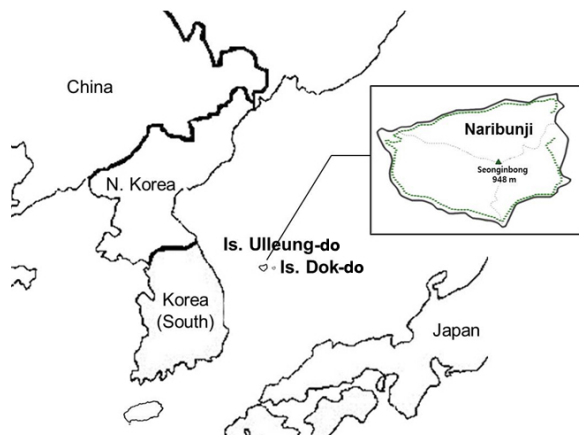 China
N. Korea
Is. Ulleung-do
Is. Dok-do
Korea
(South)
Japan
Naribunji
Seonginbong
948 m